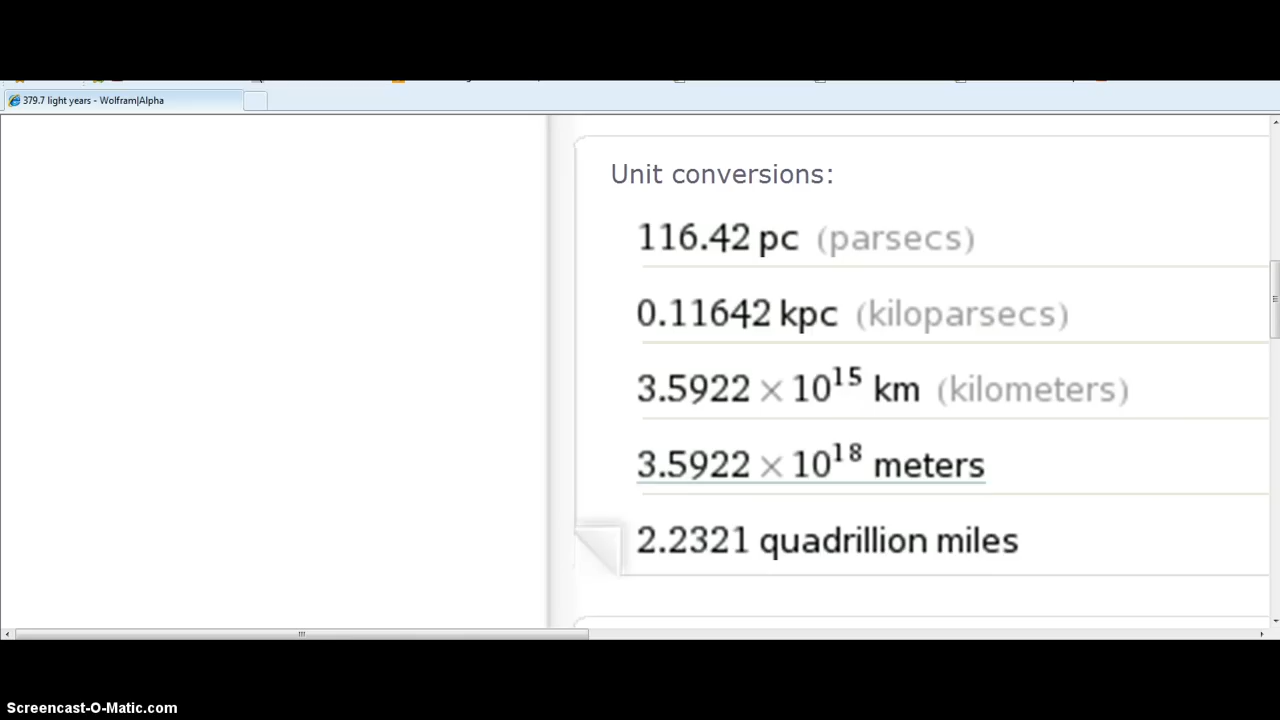 379.7 light years - Wolfram|Alpha
Unit conversions:
116.42 pc (parsecs)
0.11642 kpc (kiloparsecs)
3.5922 × 10¹⁵ km (kilometers)
3.5922 × 10¹⁸ meters
2.2321 quadrillion miles
Screencast-O-Matic.com